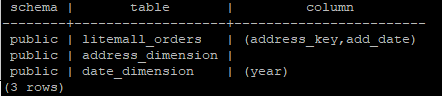 schema | table | column
--------+-------------------+------------------------
public | litemall_orders | (address_key,add_date)
public | address_dimension |
public | date_dimension | (year)
(3 rows)